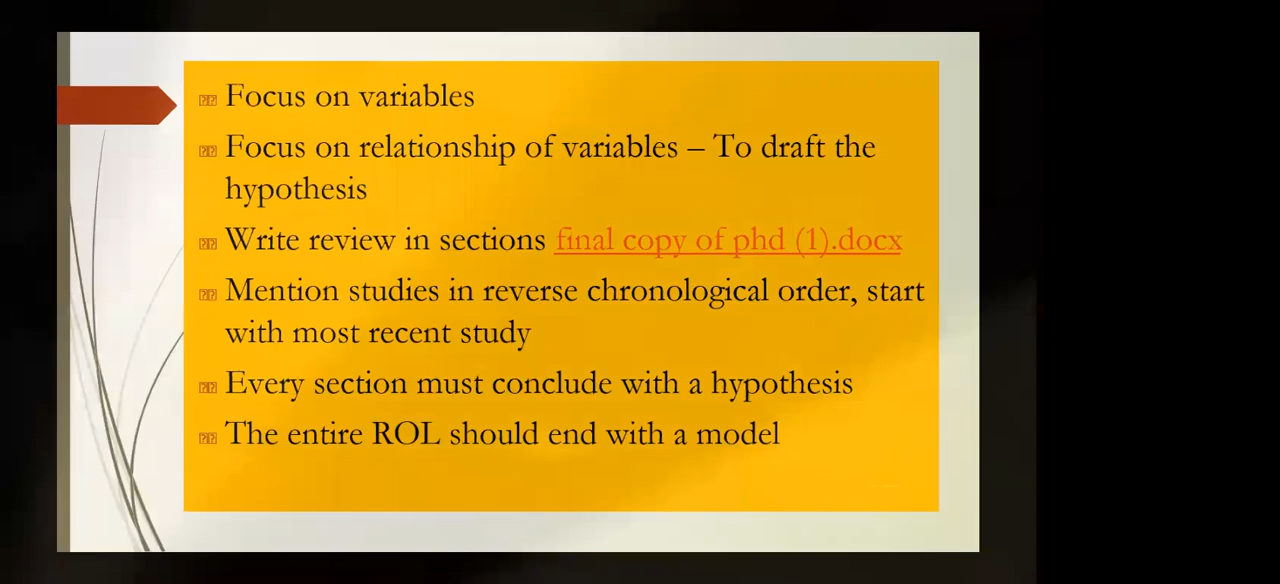 Focus on variables
Focus on relationship of variables – To draft the
hypothesis
Write review in sections final copy of phd (1).docx
Mention studies in reverse chronological order, start
with most recent study
Every section must conclude with a hypothesis
The entire ROL should end with a model